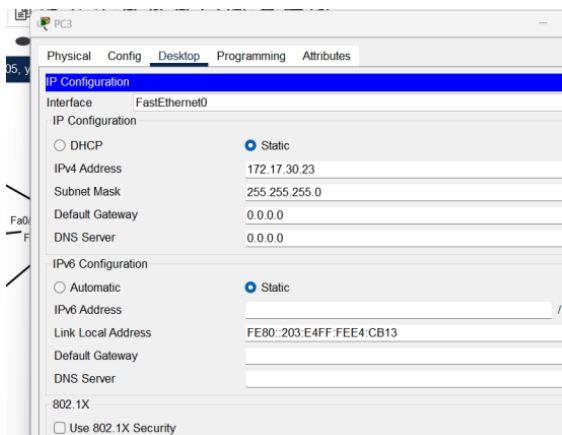 PC3
Physical Config Desktop Programming Attributes
05, y
IP Configuration
Interface FastEthernet0
IP Configuration
DHCP Static
IPv4 Address 172.17.30.23
Subnet Mask 255.255.255.0
Default Gateway 0.0.0.0
DNS Server 0.0.0.0
Fa0/
F
IPv6 Configuration
Automatic Static
IPv6 Address /
Link Local Address FE80::203:E4FF:FEE4:CB13
Default Gateway
DNS Server
802.1X
Use 802.1X Security